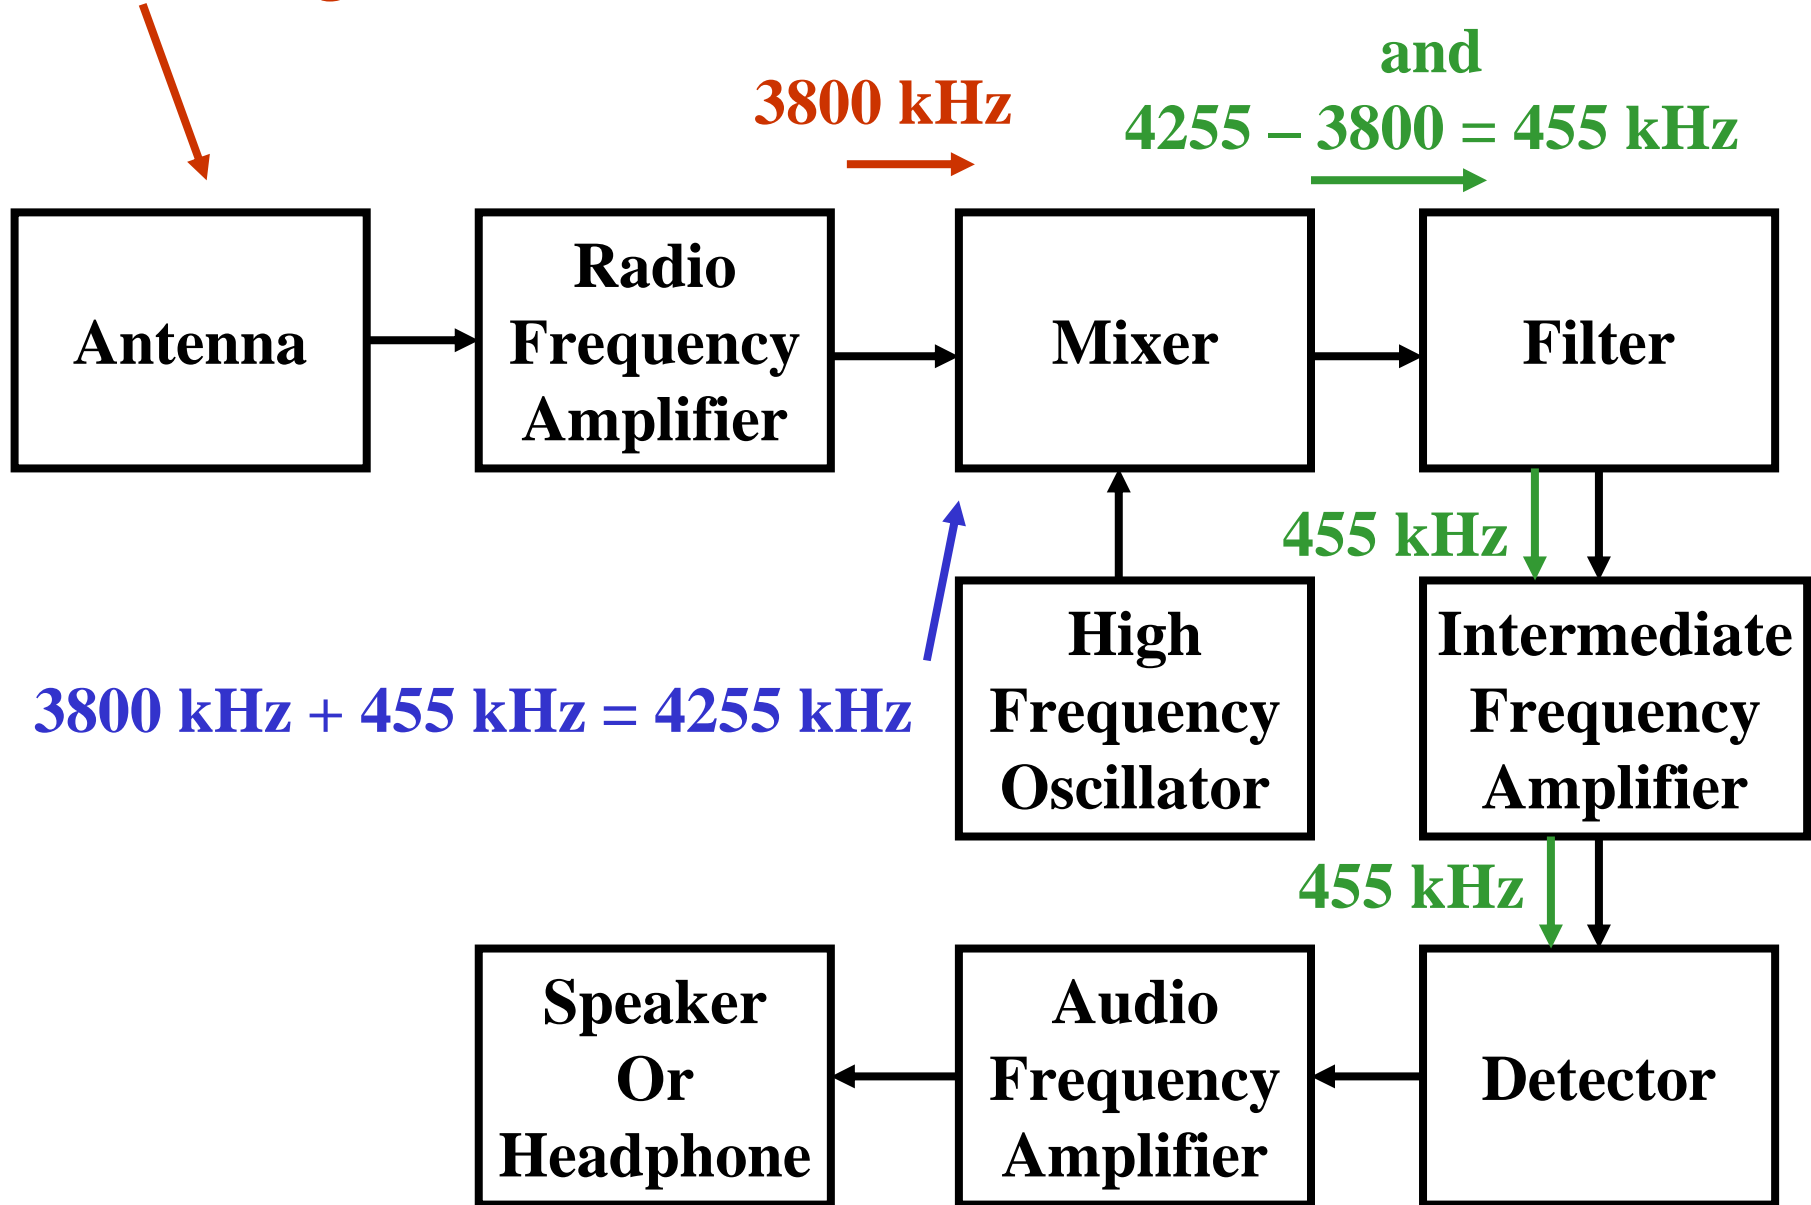 and
3800 kHz
4255 – 3800 = 455 kHz
Antenna
Radio
Frequency
Amplifier
Mixer
Filter
455 kHz
3800 kHz + 455 kHz = 4255 kHz
High
Frequency
Oscillator
Intermediate
Frequency
Amplifier
455 kHz
Speaker
Or
Headphone
Audio
Frequency
Amplifier
Detector